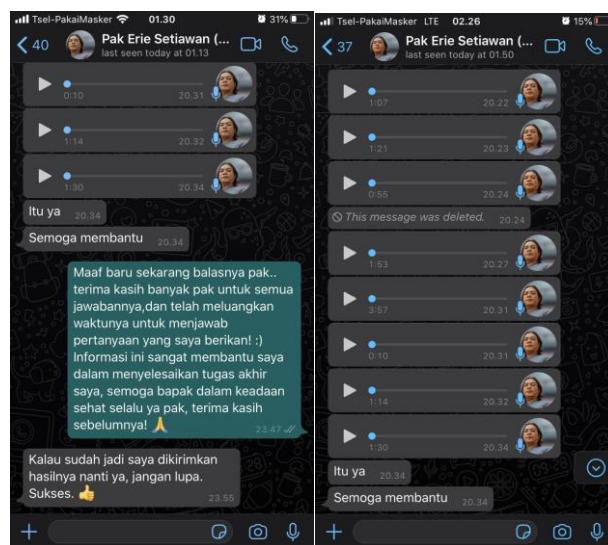 Tsel-PakaiMasker 01.30 31%
40 Pak Erie Setiawan (...
last seen today at 01.13
0:10 20.31
1:14 20.32
1:30 20.34
Itu ya 20.34
Semoga membantu 20.34
Maaf baru sekarang balasnya pak..
terima kasih banyak pak untuk semua
jawabannya,dan telah meluangkan
waktunya untuk menjawab
pertanyaan yang saya berikan! :)
Informasi ini sangat membantu saya
dalam menyelesaikan tugas akhir
saya, semoga bapak dalam keadaan
sehat selalu ya pak, terima kasih
sebelumnya! 🙏 23.47
Kalau sudah jadi saya dikirimkan
hasilnya nanti ya, jangan lupa.
Sukses. 👍 23.55
Tsel-PakaiMasker LTE 02.26 15%
37 Pak Erie Setiawan (...
last seen today at 01.50
1:07 20.22
1:21 20.23
0:55 20.24
This message was deleted. 20.24
1:53 20.27
3:57 20.31
0:10 20.31
1:14 20.32
1:30 20.34
Itu ya 20.34
Semoga membantu 20.34